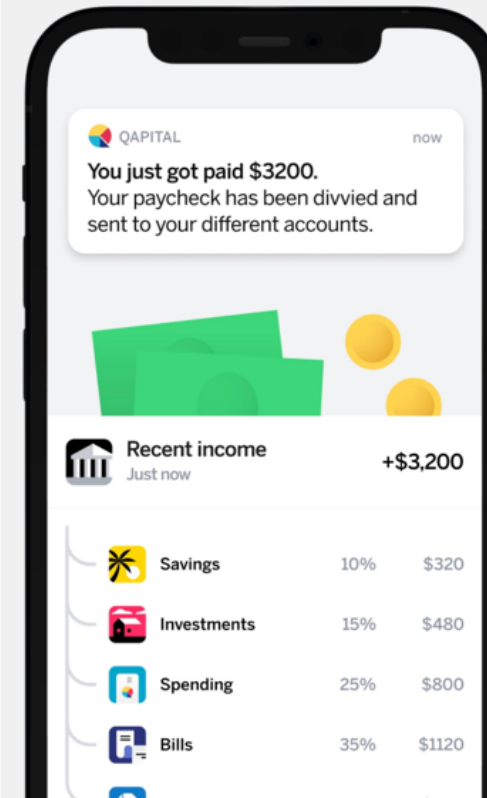 QAPITAL now
You just got paid $3200.
Your paycheck has been divvied and
sent to your different accounts.
Recent income
Just now
+$3,200
Savings 10% $320
Investments 15% $480
Spending 25% $800
Bills 35% $1120